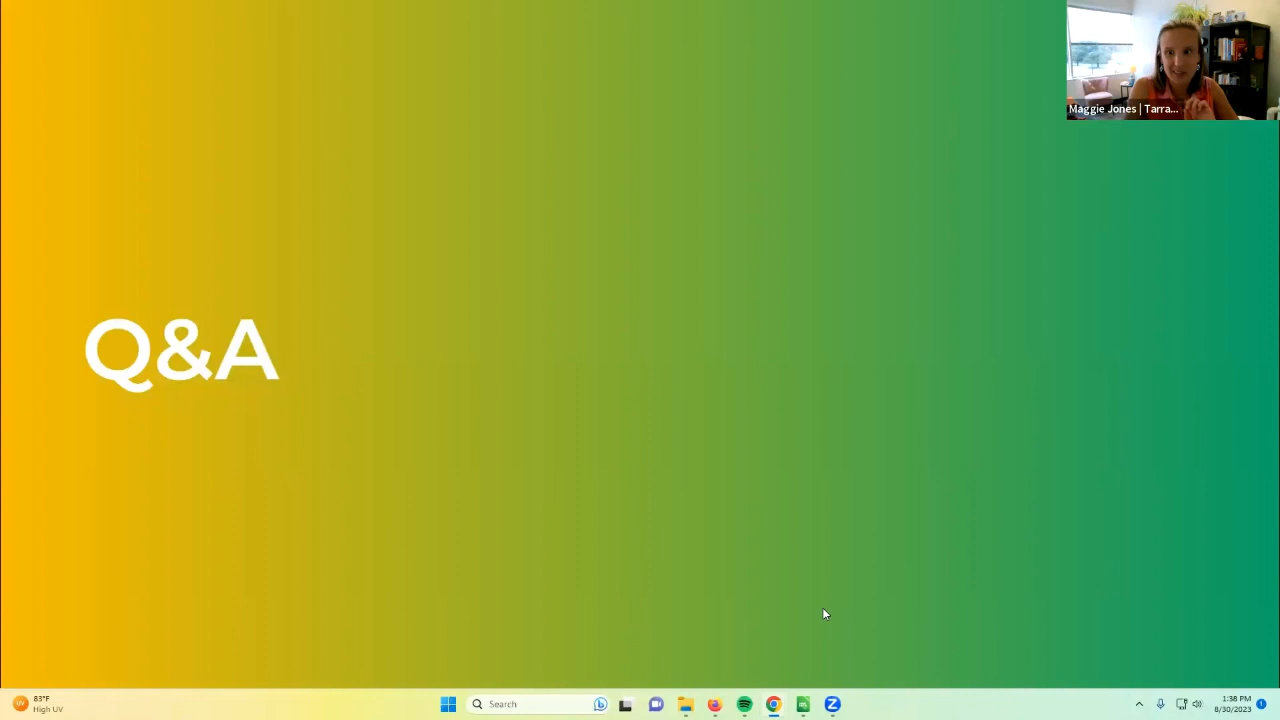 Maggie Jones | Tarra...
Q&A
83°F
High UV
Search
1:38 PM
8/30/2023